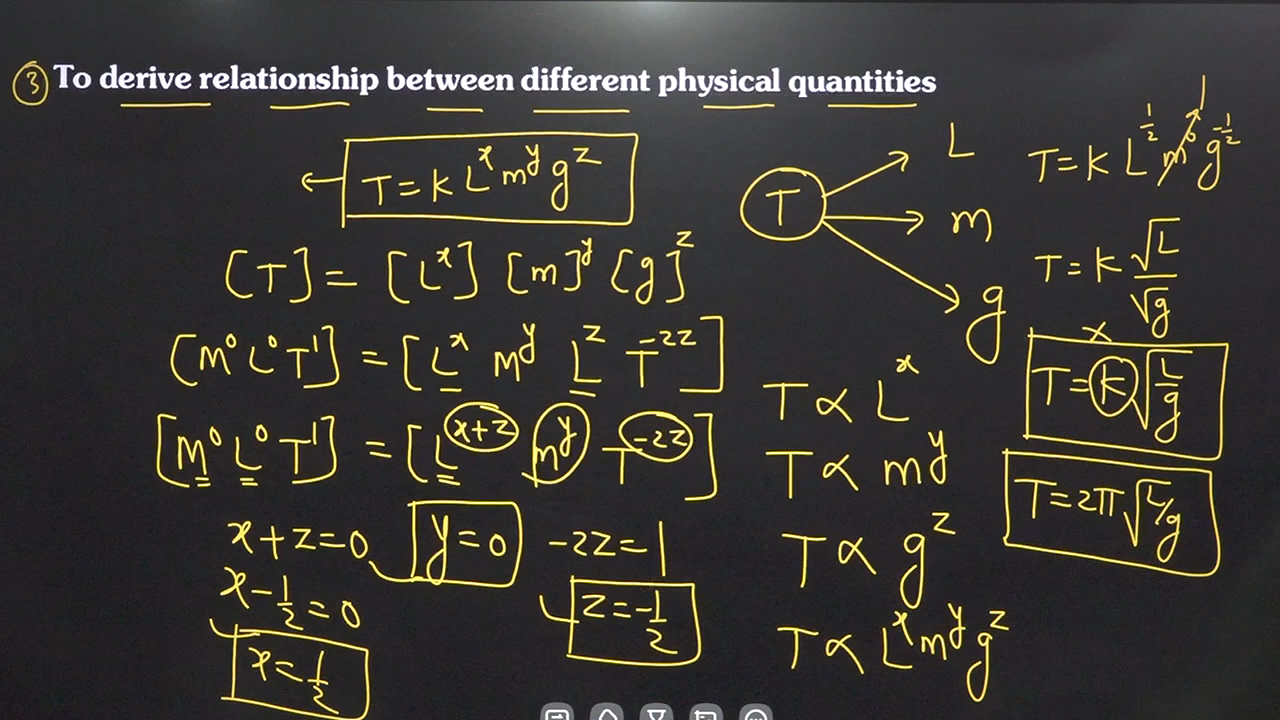 ③ To derive relationship between different physical quantities
T = K L^x m^y g^z
[T] = [L^x] [m]^y [g]^z
[M⁰ L⁰ T¹] = [L^x m^y L^z T^-2z]
[M⁰ L⁰ T¹] = [L^x+z m^y T^-2z]
x + z = 0
y = 0
-2z = 1
x - 1/2 = 0
z = -1/2
x = 1/2
T
L
m
g
T ∝ L^x
T ∝ m^y
T ∝ g^z
T ∝ L^x m^y g^z
T = K L^1/2 m⁰ g^-1/2
1
T = K √L/√g
x
T = K √L/g
T = 2π √L/g